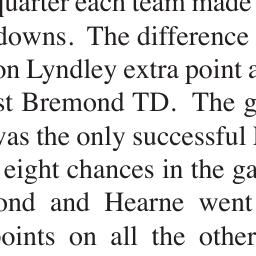 quarter each team made
downs. The difference
on Lyndley extra point a
st Bremond TD. The g
was the only successful
eight chances in the ga
ond and Hearne went
points on all the other